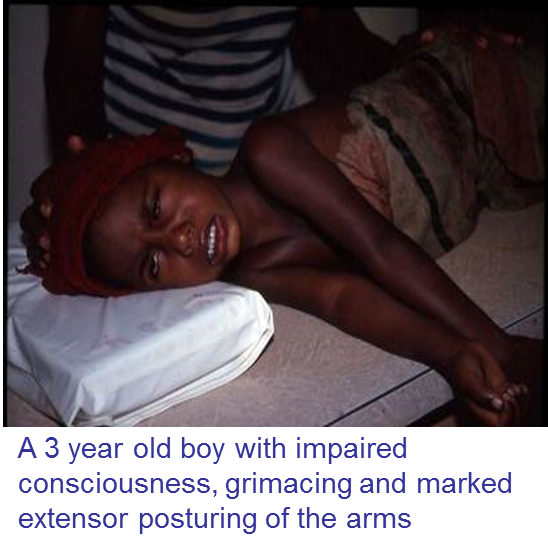 A 3 year old boy with impaired
consciousness, grimacing and marked
extensor posturing of the arms